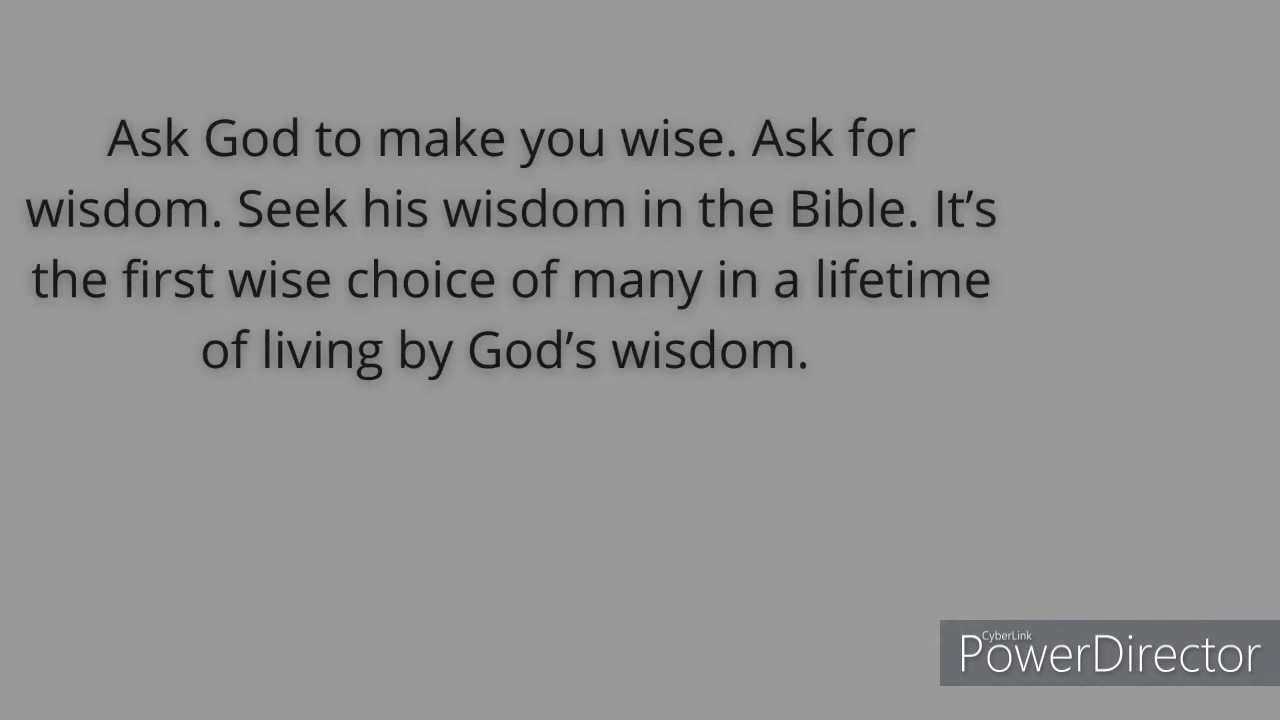 Ask God to make you wise. Ask for
wisdom. Seek his wisdom in the Bible. It’s
the first wise choice of many in a lifetime
of living by God’s wisdom.
CyberLink
PowerDirector